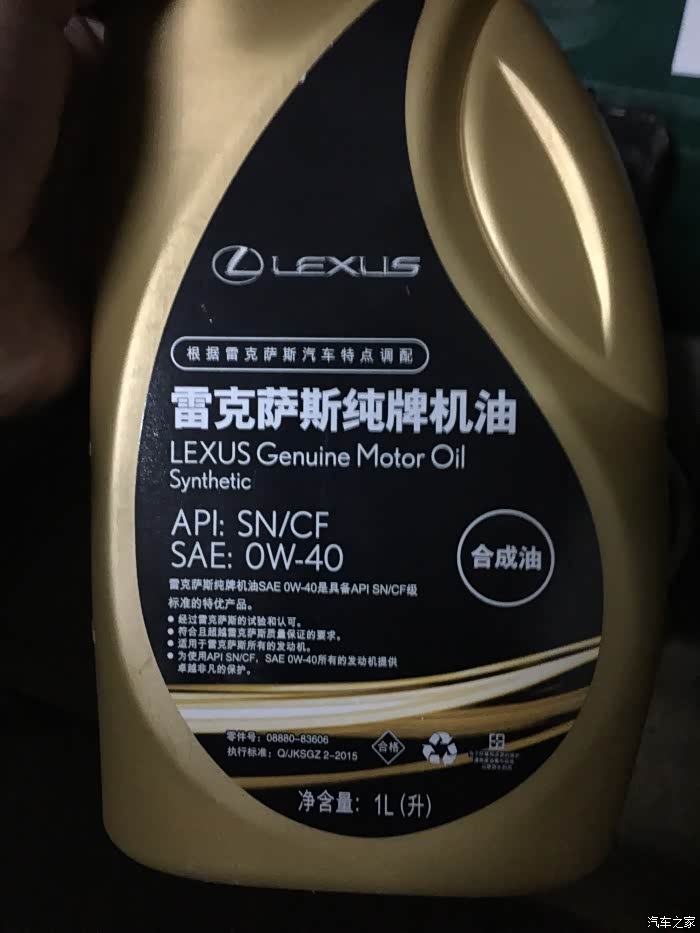 LEXUS
根据雷克萨斯汽车特点调配
雷克萨斯纯牌机油
LEXUS Genuine Motor Oil
Synthetic
API: SN/CF
SAE: 0W-40
合成油
雷克萨斯纯牌机油SAE 0W-40是具备API SN/CF级
标准的特优产品。
● 经过雷克萨斯的试验和认可。
● 符合且超越雷克萨斯质量保证的要求。
● 适用于雷克萨斯所有的发动机。
● 为使用API SN/CF, SAE 0W-40所有的发动机提供
卓越非凡的保护。
零件号: 08880-83606
执行标准: Q/JKSGZ 2-2015
合格
净含量: 1L(升)
汽车之家